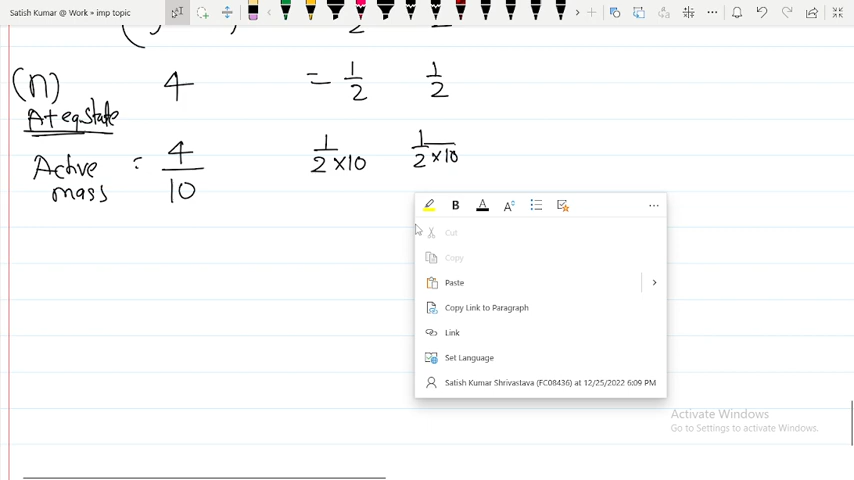 Satish Kumar @ Work » imp topic
(n) 4 = 1/2 1/2
At eq State
Active mass = 4/10 1/2×10 1/2×10
Cut
Copy
Paste
Copy Link to Paragraph
Link
Set Language
Satish Kumar Shrivastava (FC08436) at 12/25/2022 6:09 PM
Activate Windows
Go to Settings to activate Windows.